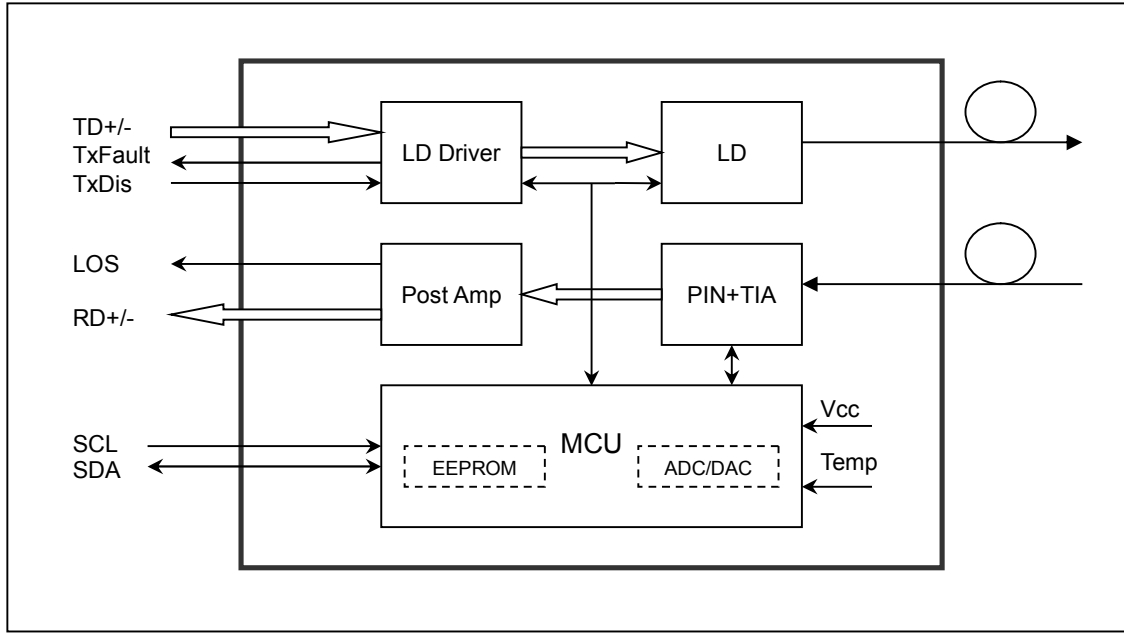 TD+/-
TxFault
TxDis
LD Driver
LD
LOS
RD+/-
Post Amp
PIN+TIA
SCL
SDA
MCU
EEPROM
ADC/DAC
Vcc
Temp